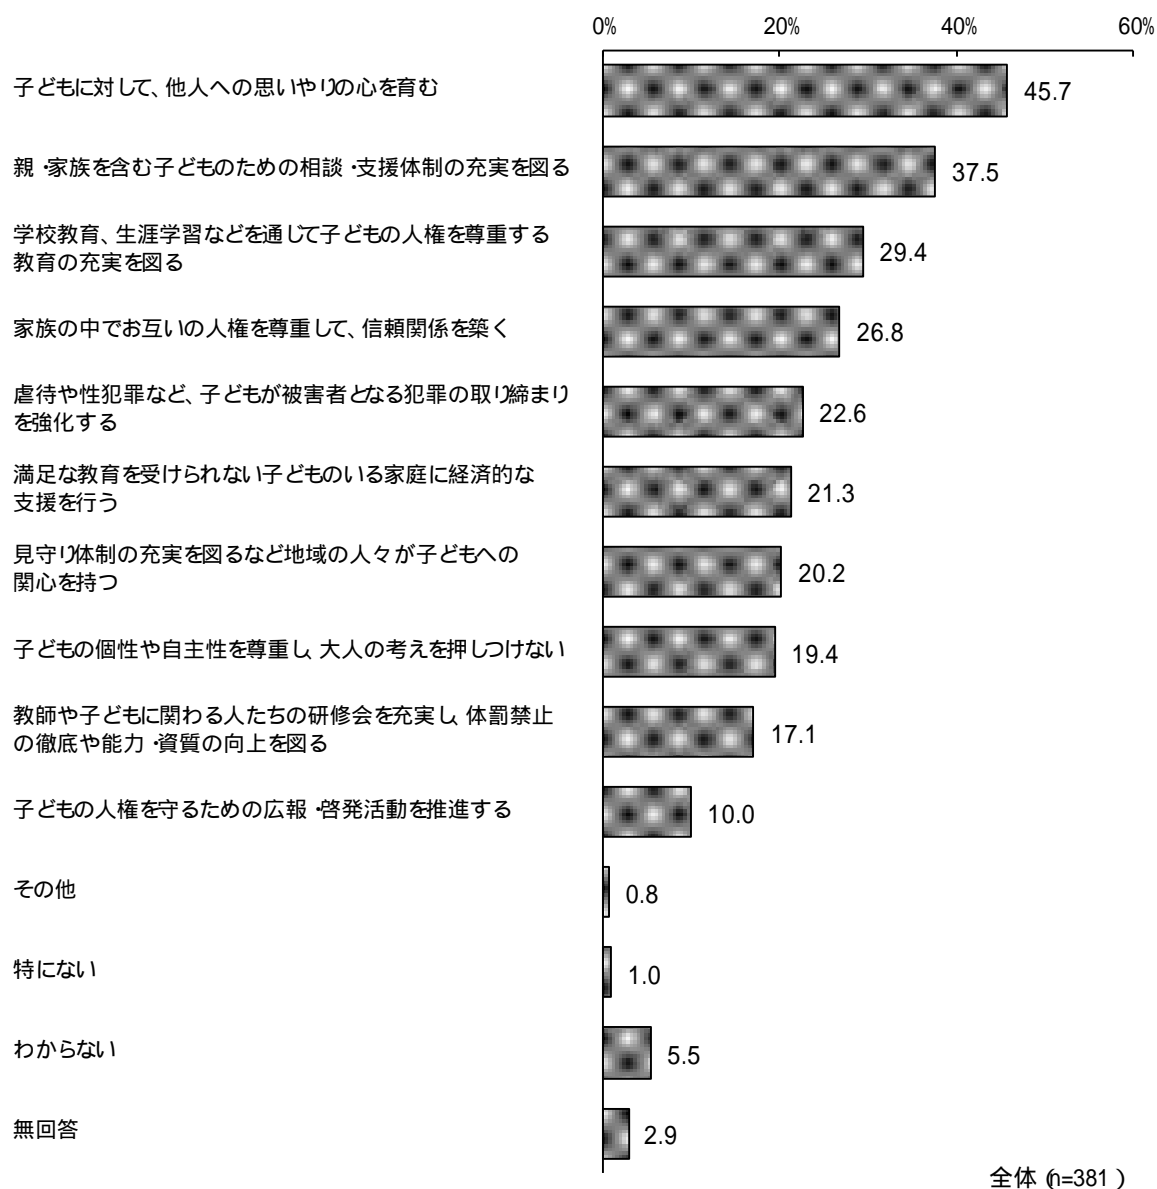 0% 20% 40% 60%
子どもに対して、他人への思いやりの心を育む 45.7
親・家族を含む子どものための相談・支援体制の充実を図る 37.5
学校教育、生涯学習などを通じて子どもの人権を尊重する
教育の充実を図る 29.4
家族の中でお互いの人権を尊重して、信頼関係を築く 26.8
虐待や性犯罪など、子どもが被害者となる犯罪の取り締まり
を強化する 22.6
満足な教育を受けられない子どものいる家庭に経済的な
支援を行う 21.3
見守り体制の充実を図るなど地域の人々が子どもへの
関心を持つ 20.2
子どもの個性や自主性を尊重し、大人の考えを押しつけない 19.4
教師や子どもに関わる人たちの研修会を充実し、体罰禁止
の徹底や能力・資質の向上を図る 17.1
子どもの人権を守るための広報・啓発活動を推進する 10.0
その他 0.8
特にない 1.0
わからない 5.5
無回答 2.9
全体(n=381)